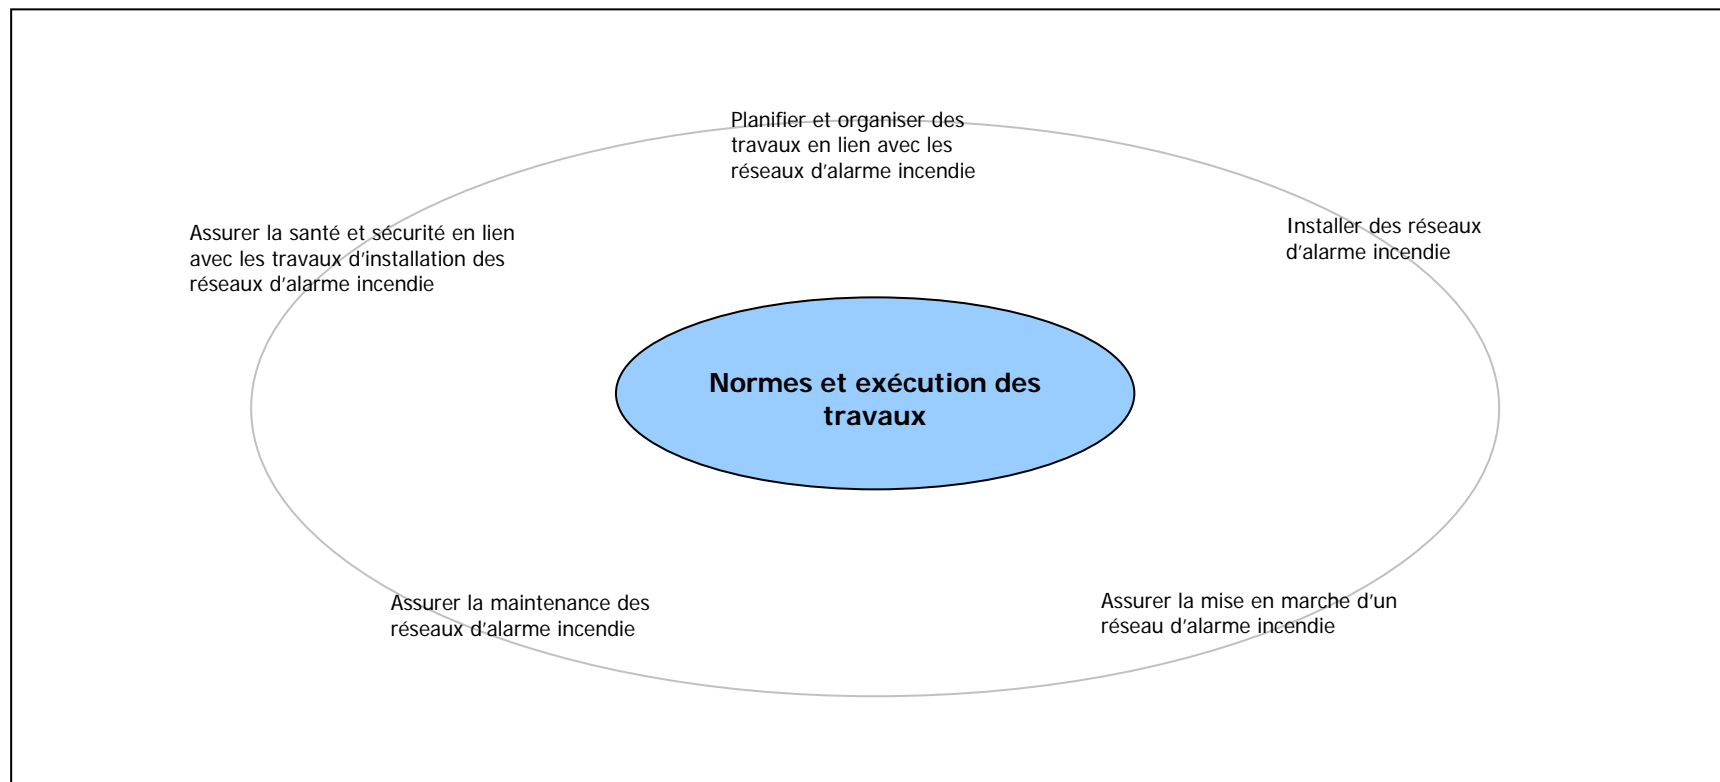 Planifier et organiser des
travaux en lien avec les
réseaux d'alarme incendie
Installer des réseaux
d'alarme incendie
Assurer la santé et sécurité en lien
avec les travaux d'installation des
réseaux d'alarme incendie
Normes et exécution des
travaux
Assurer la maintenance des
réseaux d'alarme incendie
Assurer la mise en marche d'un
réseau d'alarme incendie